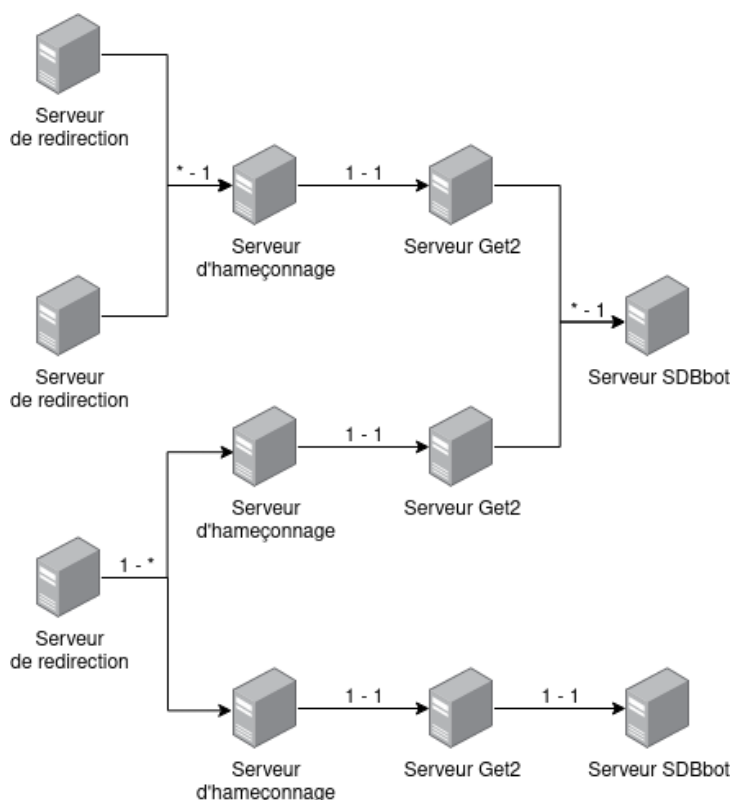 Serveur
de redirection
* - 1
1 - 1
Serveur
d'hameçonnage
Serveur Get2
* - 1
Serveur
de redirection
Serveur SDBbot
1 - 1
Serveur
d'hameçonnage
Serveur Get2
1 - *
Serveur
de redirection
1 - 1
1 - 1
Serveur
d'hameçonnage
Serveur Get2
Serveur SDBbot